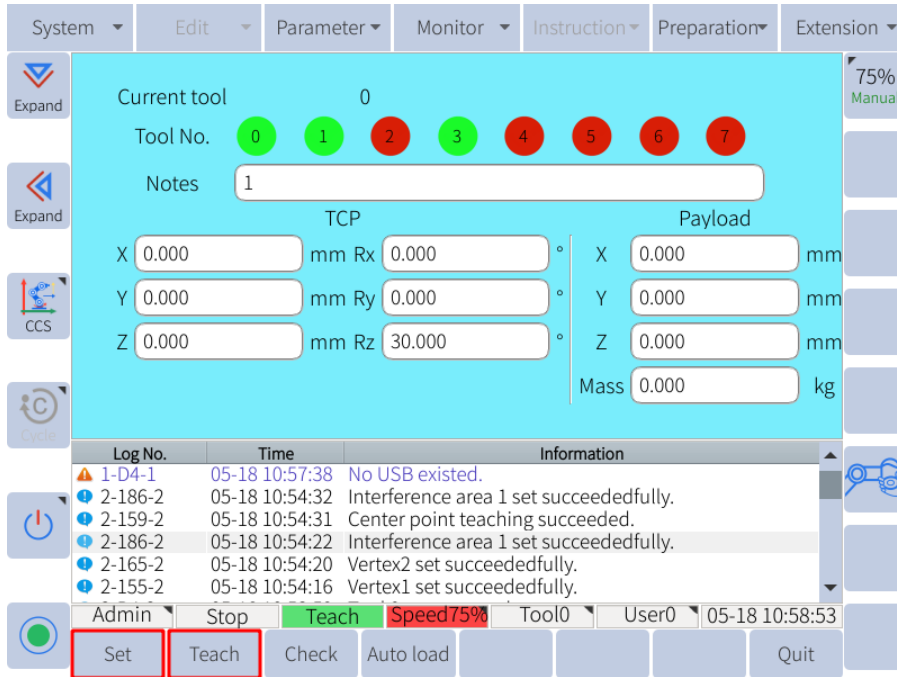 System Edit Parameter Monitor Instruction Preparation Extension
Expand
75%
Manua
Current tool 0
Tool No. 0 1 2 3 4 5 6 7
Notes 1
Expand
TCP Payload
X 0.000 mm Rx 0.000 ° X 0.000 mm
Y 0.000 mm Ry 0.000 ° Y 0.000 mm
CCS
Z 0.000 mm Rz 30.000 ° Z 0.000 mm
Mass 0.000 kg
Cycle
Log No. Time Information
1-D4-1 05-18 10:57:38 No USB existed.
2-186-2 05-18 10:54:32 Interference area 1 set succeededfully.
2-159-2 05-18 10:54:31 Center point teaching succeeded.
2-186-2 05-18 10:54:22 Interference area 1 set succeededfully.
2-165-2 05-18 10:54:20 Vertex2 set succeededfully.
2-155-2 05-18 10:54:16 Vertex1 set succeededfully.
Admin Stop Teach Speed75% Tool0 User0 05-18 10:58:53
Set Teach Check Auto load Quit